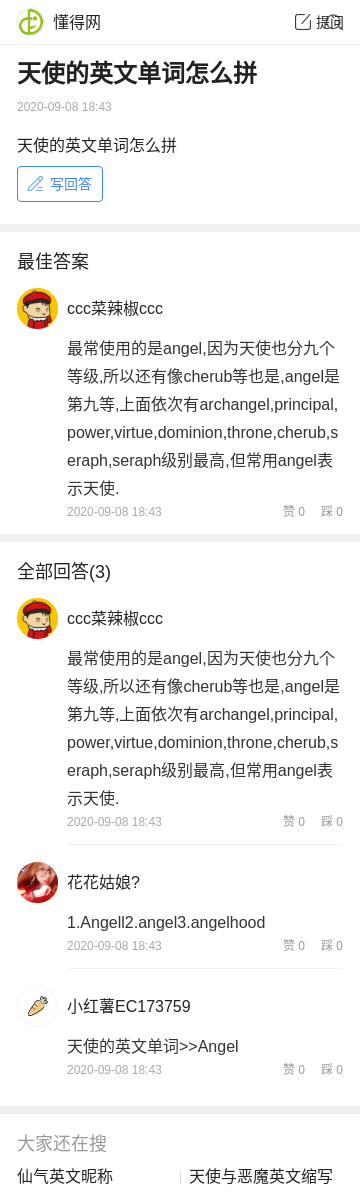 懂得网
提问
天使的英文单词怎么拼
2020-09-08 18:43
天使的英文单词怎么拼
写回答
最佳答案
ccc菜辣椒ccc
最常使用的是angel,因为天使也分九个
等级,所以还有像cherub等也是,angel是
第九等,上面依次有archangel,principal,
power,virtue,dominion,throne,cherub,s
eraph,seraph级别最高,但常用angel表
示天使.
2020-09-08 18:43 赞 0 踩 0
全部回答(3)
ccc菜辣椒ccc
最常使用的是angel,因为天使也分九个
等级,所以还有像cherub等也是,angel是
第九等,上面依次有archangel,principal,
power,virtue,dominion,throne,cherub,s
eraph,seraph级别最高,但常用angel表
示天使.
2020-09-08 18:43 赞 0 踩 0
花花姑娘?
1.Angell2.angel3.angelhood
2020-09-08 18:43 赞 0 踩 0
小红薯EC173759
天使的英文单词>>Angel
2020-09-08 18:43 赞 0 踩 0
大家还在搜
仙气英文昵称 天使与恶魔英文缩写